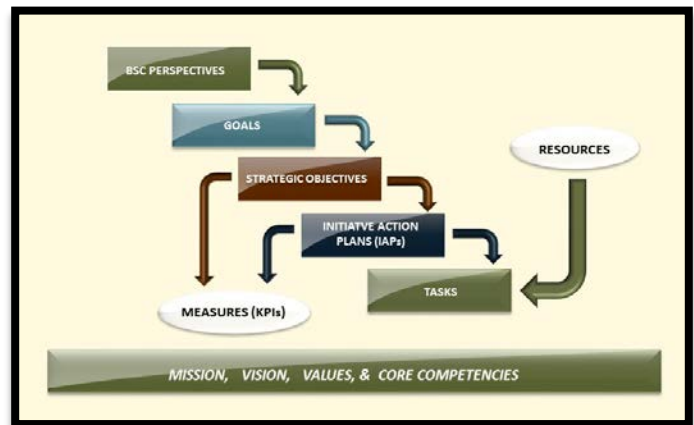 BSC PERSPECTIVES
GOALS
RESOURCES
STRATEGIC OBJECTIVES
INITIATVE ACTION
PLANS (IAPs)
TASKS
MEASURES (KPIs)
MISSION, VISION, VALUES, & CORE COMPETENCIES